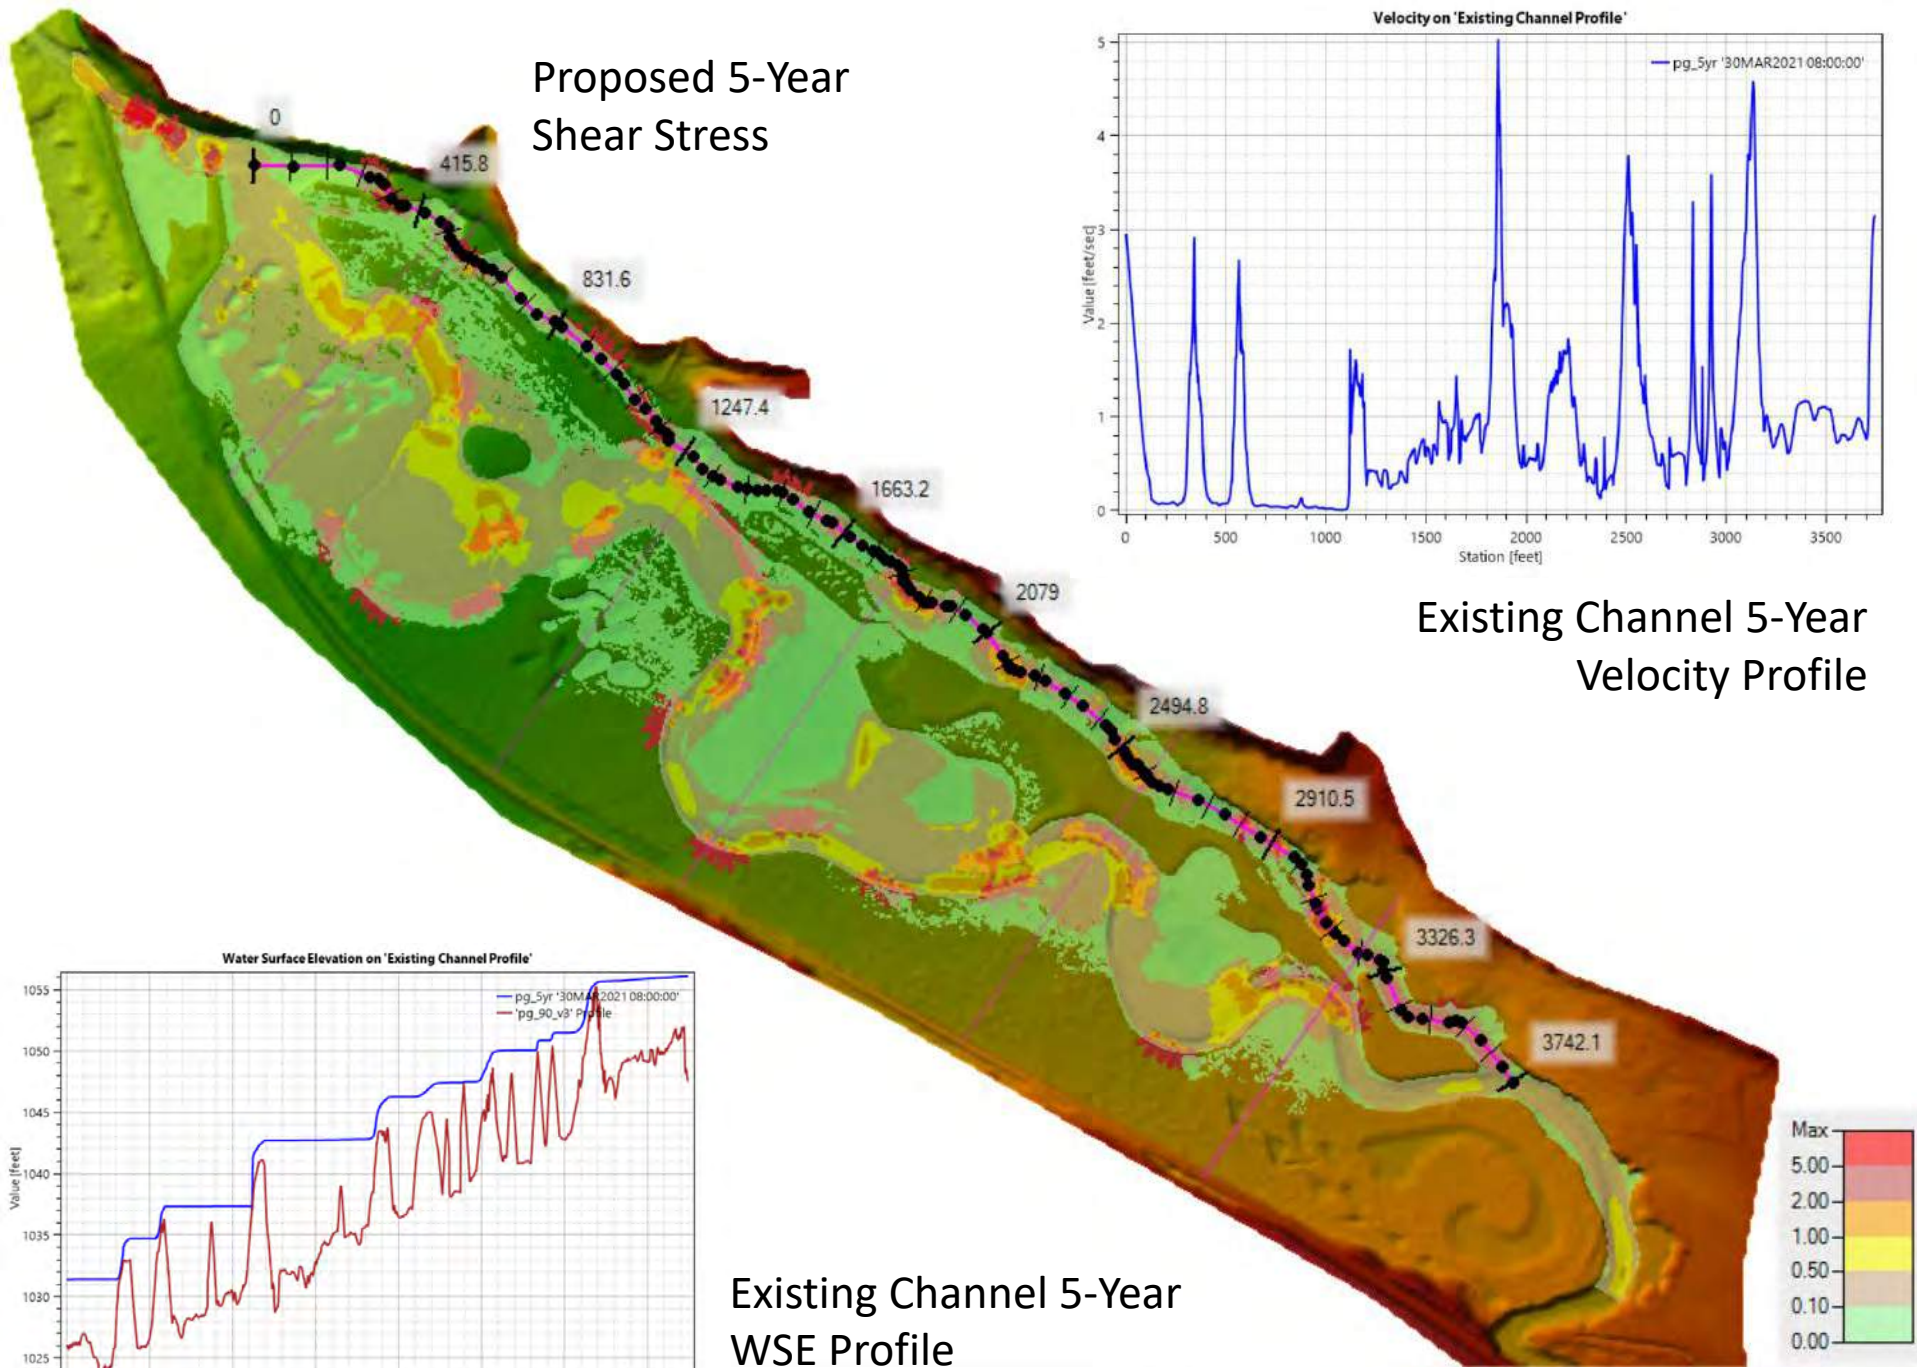 Proposed 5-Year
Shear Stress
0
415.8
831.6
1247.4
1663.2
2079
2494.8
2910.5
3326.3
3742.1
Velocity on 'Existing Channel Profile'
pg_5yr '30MAR2021 08:00:00'
Value [feet/sec]
5
4
3
2
1
0
0 500 1000 1500 2000 2500 3000 3500
Station [feet]
Existing Channel 5-Year
Velocity Profile
Water Surface Elevation on 'Existing Channel Profile'
pg_5yr '30MAR2021 08:00:00'
'pg_90_v3' Profile
Value [feet]
1055
1050
1045
1040
1035
1030
1025
Existing Channel 5-Year
WSE Profile
Max
5.00
2.00
1.00
0.50
0.10
0.00